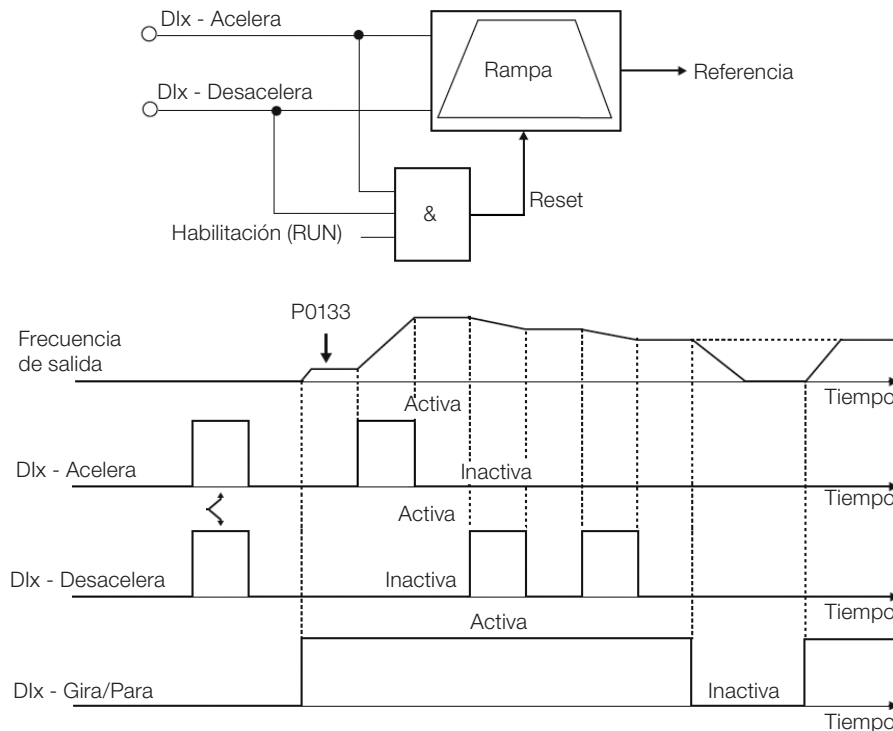 DIx - Acelera
Rampa
Referencia
DIx - Desacelera
&
Reset
Habilitación (RUN)
P0133
Frecuencia
de salida
Tiempo
Activa
DIx - Acelera
Inactiva
Tiempo
Activa
DIx - Desacelera
Inactiva
Tiempo
Activa
DIx - Gira/Para
Inactiva
Tiempo